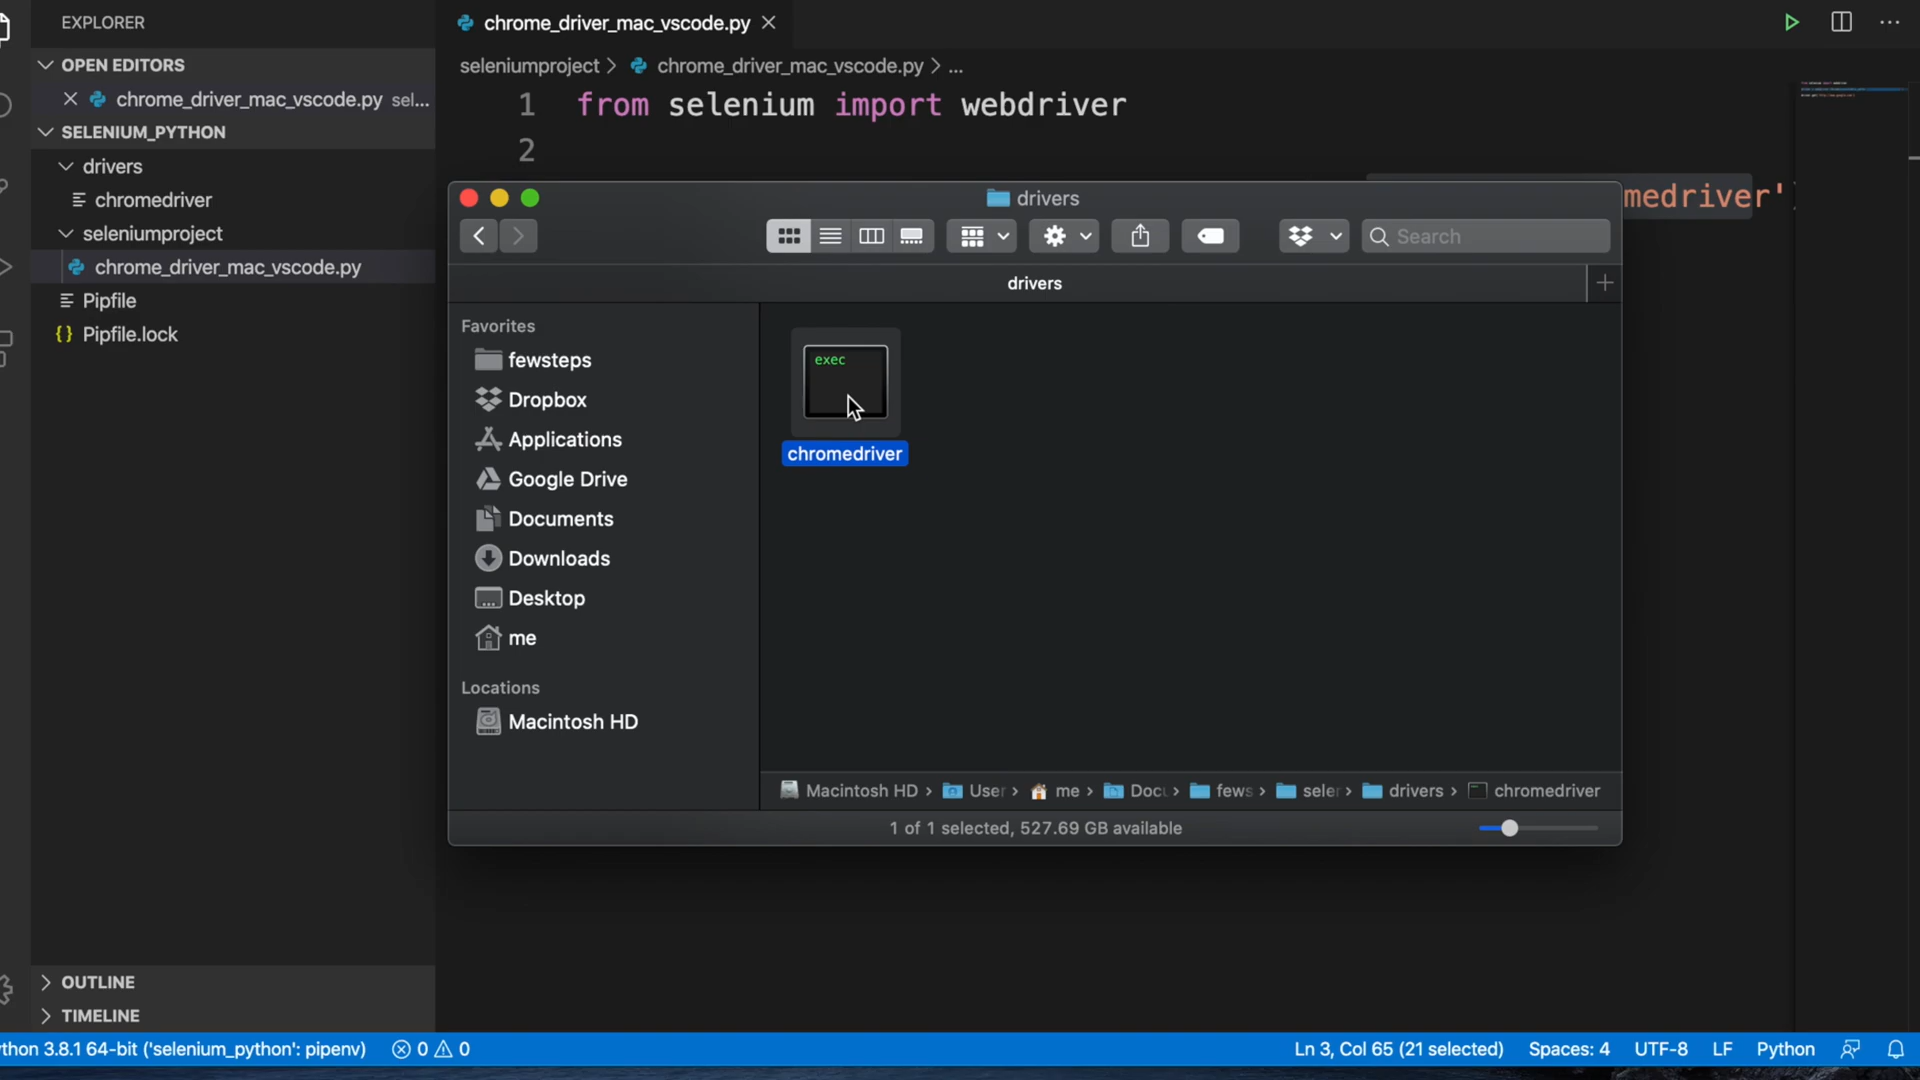 EXPLORER
OPEN EDITORS
chrome_driver_mac_vscode.py sel...
SELENIUM_PYTHON
drivers
chromedriver
seleniumproject
chrome_driver_mac_vscode.py
Pipfile
{} Pipfile.lock
OUTLINE
TIMELINE
chrome_driver_mac_vscode.py
seleniumproject > chrome_driver_mac_vscode.py > ...
1 from selenium import webdriver
2
medriver'
drivers
Search
drivers
Favorites
fewsteps
Dropbox
Applications
Google Drive
Documents
Downloads
Desktop
me
Locations
Macintosh HD
exec
chromedriver
Macintosh HD > User > me > Docu > fews > seler > drivers > chromedriver
1 of 1 selected, 527.69 GB available
thon 3.8.1 64-bit ('selenium_python': pipenv) 0 0 Ln 3, Col 65 (21 selected) Spaces: 4 UTF-8 LF Python